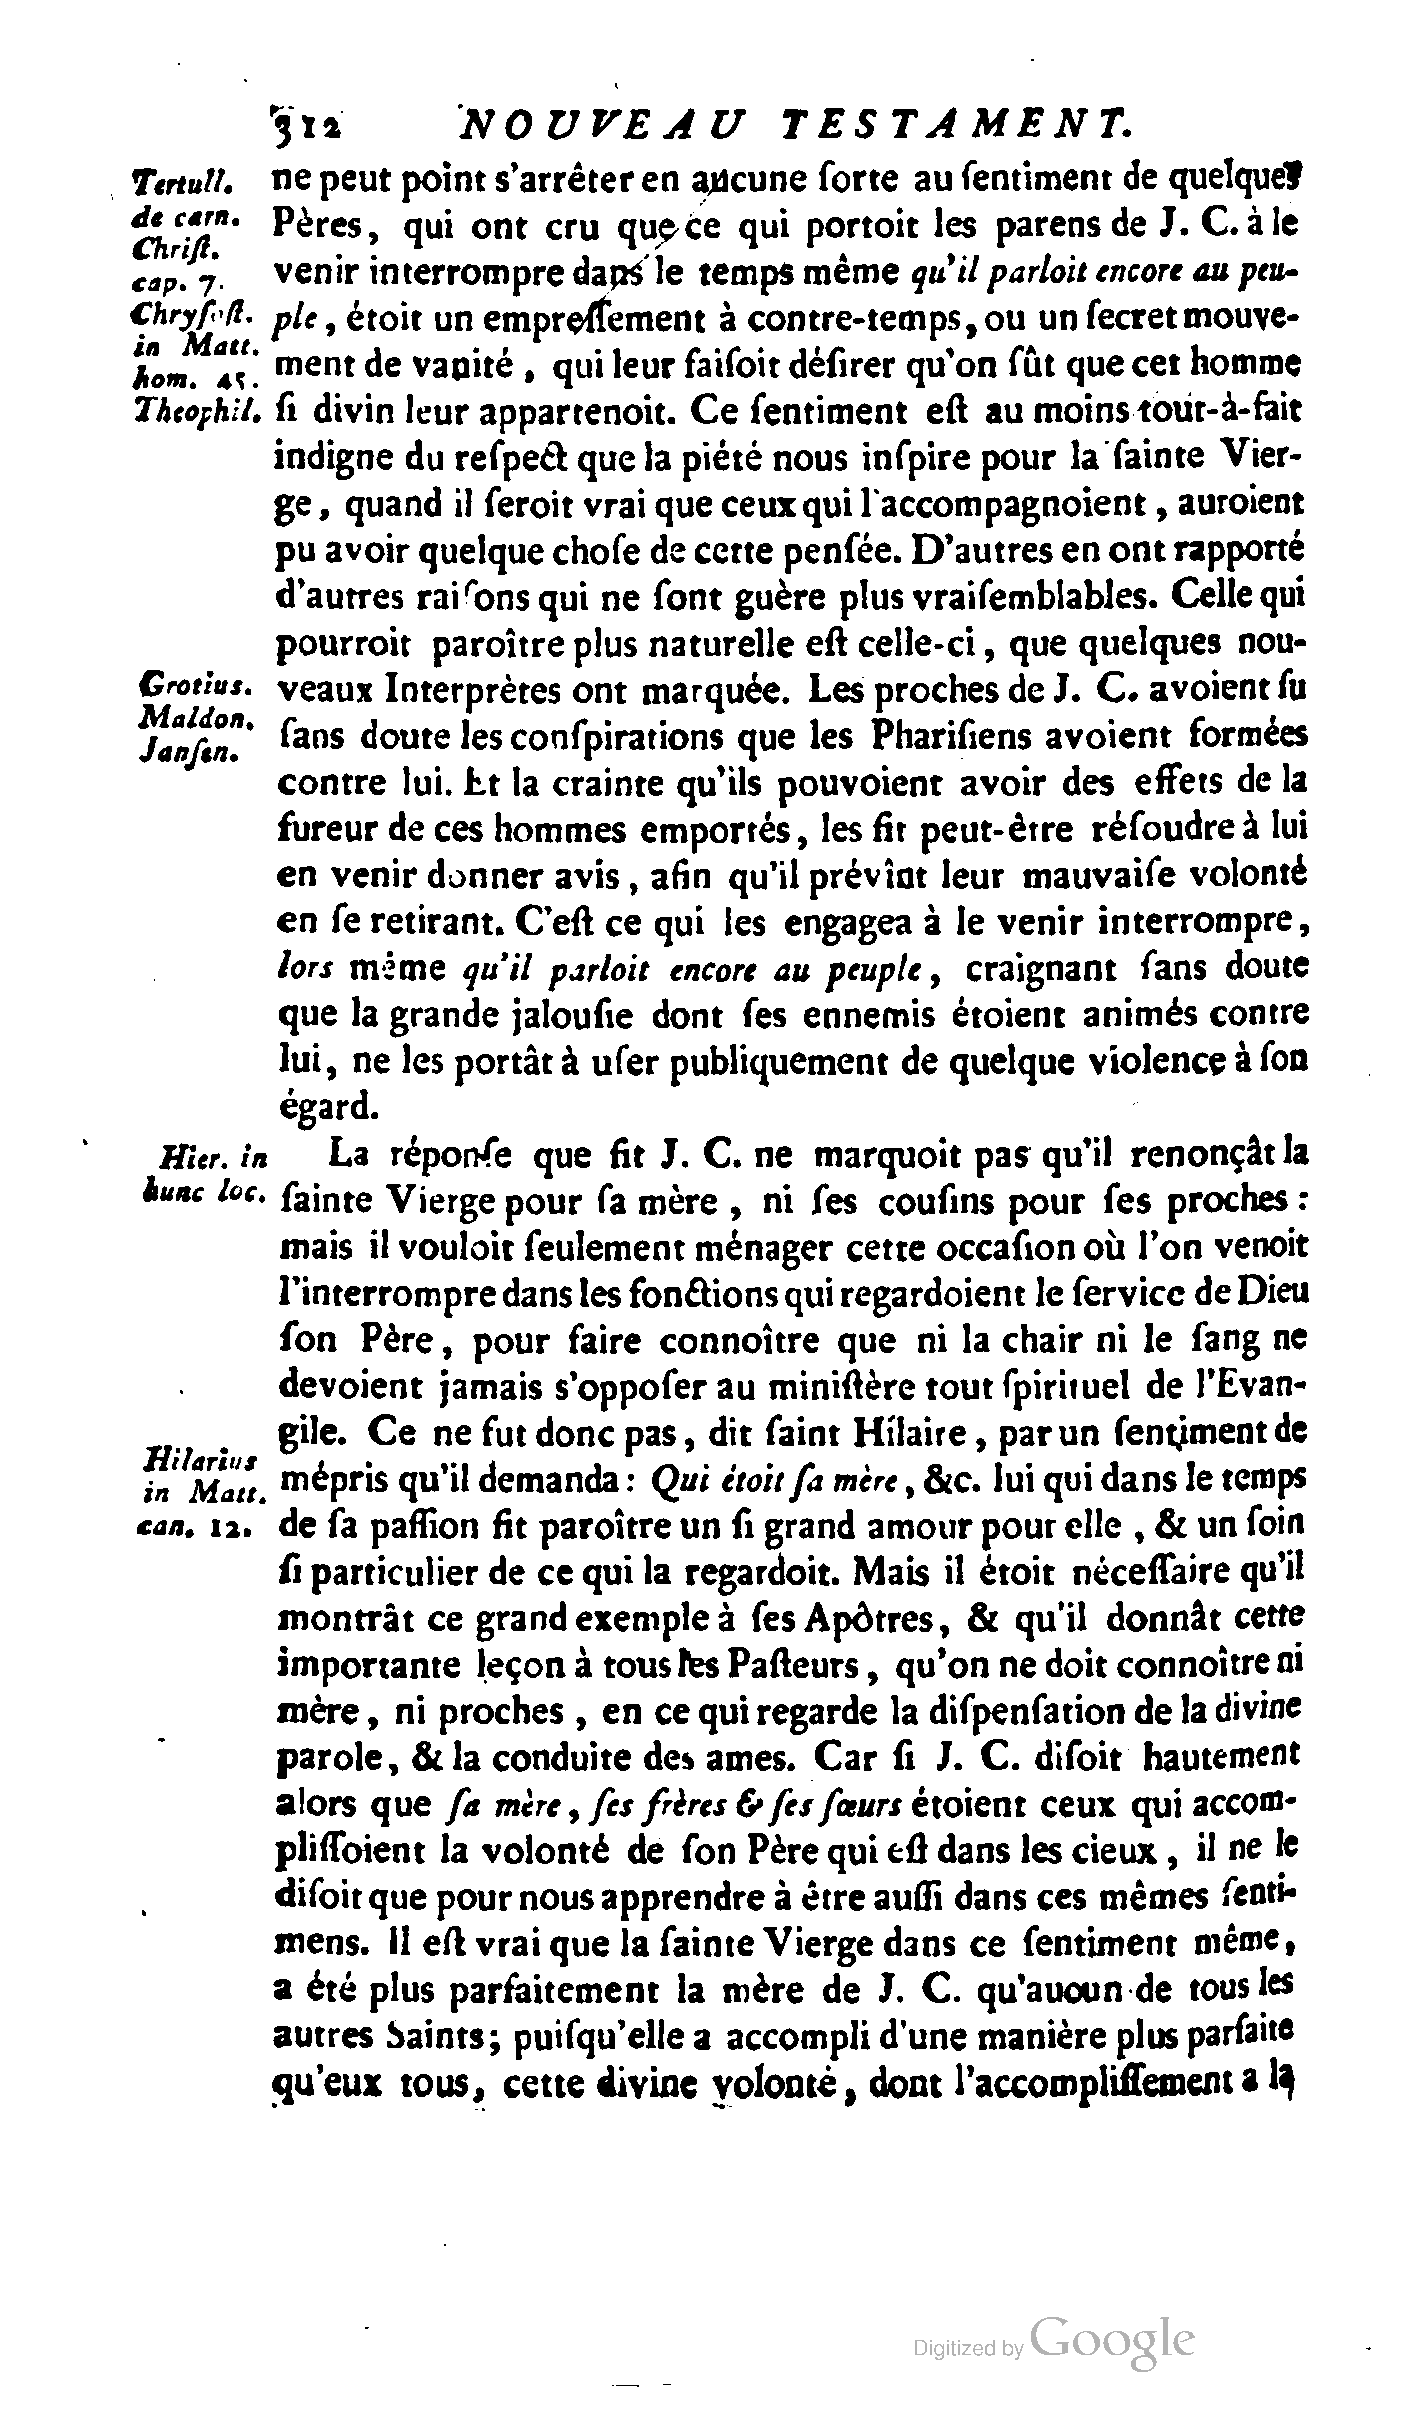 312 NOUVEAU TESTAMENT.
Tertull. ne peut point s'arrêter en aucune ſorte au ſentiment de quelques
de carn. Pères, qui ont cru que ce qui portoit les parens de J. C. à le
Chriſt.
cap. 7. venir interrompre dans le temps même qu'il parloit encore au peu-
Chryſoſt. ple, étoit un empreſſement à contre-temps, ou un ſecret mouve-
in Matt.
hom. 45. ment de vanité, qui leur faiſoit déſirer qu'on ſût que cet homme
Theophil. ſi divin leur appartenoit. Ce ſentiment eſt au moins tout-à-fait
indigne du reſpect que la piété nous inſpire pour la ſainte Vier-
ge, quand il ſeroit vrai que ceux qui l'accompagnoient, auroient
pu avoir quelque choſe de cette penſée. D'autres en ont rapporté
d'autres raiſons qui ne ſont guère plus vraiſemblables. Celle qui
pourroit paroître plus naturelle eſt celle-ci, que quelques nou-
Grotius. veaux Interprètes ont marquée. Les proches de J. C. avoient ſu
Maldon.
Janſen. ſans doute les conſpirations que les Phariſiens avoient formées
contre lui. Et la crainte qu'ils pouvoient avoir des effets de la
fureur de ces hommes emportés, les fit peut-être réſoudre à lui
en venir donner avis, afin qu'il prévînt leur mauvaiſe volonté
en ſe retirant. C'eſt ce qui les engagea à le venir interrompre,
lors même qu'il parloit encore au peuple, craignant ſans doute
que la grande jalouſie dont ſes ennemis étoient animés contre
lui, ne les portât à uſer publiquement de quelque violence à ſon
égard.
Hier. in La réponſe que fit J. C. ne marquoit pas qu'il renonçât la
hunc loc. ſainte Vierge pour ſa mère, ni ſes couſins pour ſes proches :
mais il vouloit ſeulement ménager cette occaſion où l'on venoit
l'interrompre dans les fonctions qui regardoient le ſervice de Dieu
ſon Père, pour faire connoître que ni la chair ni le ſang ne
devoient jamais s'oppoſer au miniſtère tout ſpirituel de l'Evan-
gile. Ce ne fut donc pas, dit ſaint Hilaire, par un ſentiment de
Hilarius
in Matt. mépris qu'il demanda : Qui étoit ſa mère, &c. lui qui dans le temps
can. 12. de ſa paſſion fit paroître un ſi grand amour pour elle, & un ſoin
ſi particulier de ce qui la regardoit. Mais il étoit néceſſaire qu'il
montrât ce grand exemple à ſes Apôtres, & qu'il donnât cette
importante leçon à tous les Paſteurs, qu'on ne doit connoître ni
mère, ni proches, en ce qui regarde la diſpenſation de la divine
parole, & la conduite des ames. Car ſi J. C. diſoit hautement
alors que ſa mère, ſes frères & ſes ſœurs étoient ceux qui accom-
pliſſoient la volonté de ſon Père qui eſt dans les cieux, il ne le
diſoit que pour nous apprendre à être auſſi dans ces mêmes ſenti-
mens. Il eſt vrai que la ſainte Vierge dans ce ſentiment même,
a été plus parfaitement la mère de J. C. qu'aucun de tous les
autres Saints; puiſqu'elle a accompli d'une manière plus parfaite
qu'eux tous, cette divine volonté, dont l'accompliſſement a la
Digitized by Google